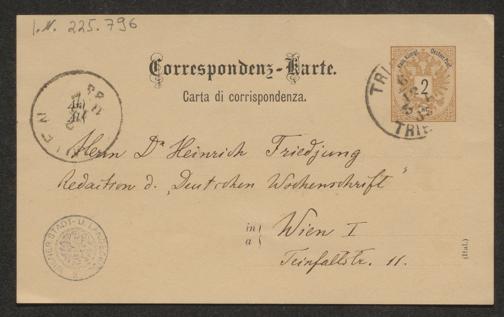 I.N. 225.796
Correspondenz-Karte.
Carta di corrispondenza.
2
TRIE
Herrn Dr Heinrich Friedjung
Redaction d. „Deutschen Wochenschrift"
in
a
Wien I
Teinfaltstr. 11.
(Ital.)